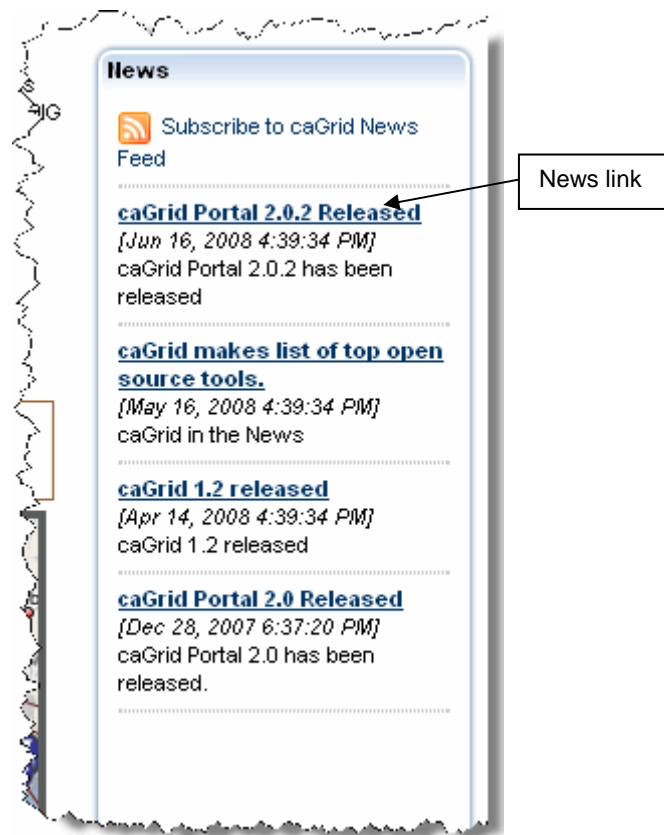 News
Subscribe to caGrid News
Feed
caGrid Portal 2.0.2 Released
[Jun 16, 2008 4:39:34 PM]
caGrid Portal 2.0.2 has been
released
caGrid makes list of top open
source tools.
[May 16, 2008 4:39:34 PM]
caGrid in the News
caGrid 1.2 released
[Apr 14, 2008 4:39:34 PM]
caGrid 1.2 released
caGrid Portal 2.0 Released
[Dec 28, 2007 6:37:20 PM]
caGrid Portal 2.0 has been
released.
News link